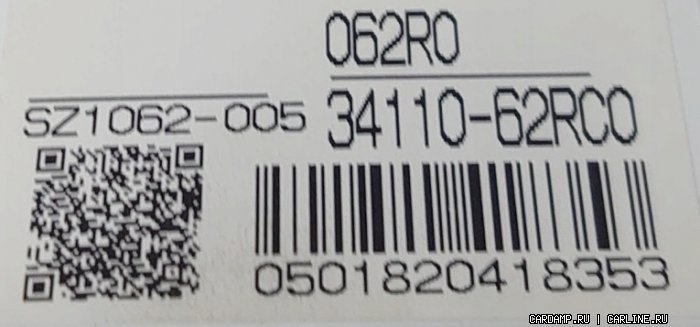 062R0
SZ1062-005
34110-62RC0
0501820418353
CARDAMP.RU | CARLINE.RU